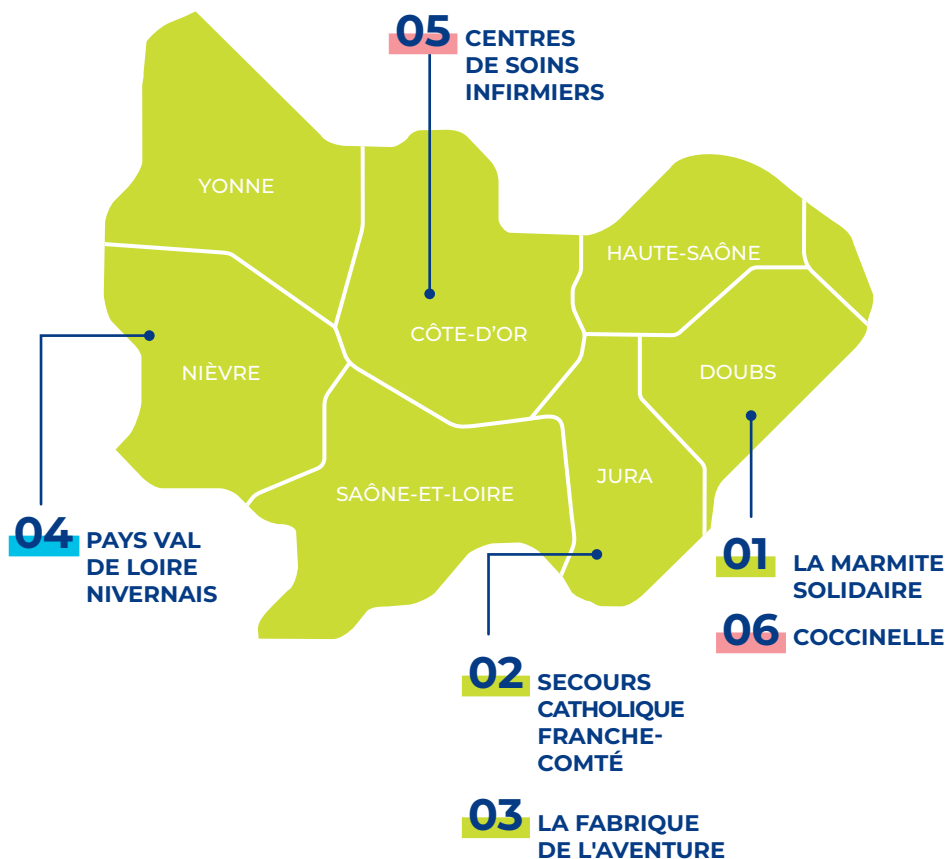 05 CENTRES
DE SOINS
INFIRMIERS
YONNE
HAUTE-SAÔNE
CÔTE-D'OR
NIÈVRE
DOUBS
SAÔNE-ET-LOIRE
JURA
04 PAYS VAL
DE LOIRE
NIVERNAIS
01 LA MARMITE
SOLIDAIRE
06 COCCINELLE
02 SECOURS
CATHOLIQUE
FRANCHE-
COMTÉ
03 LA FABRIQUE
DE L'AVENTURE